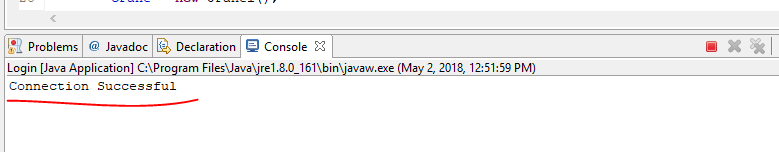 Problems @ Javadoc Declaration Console
Login [Java Application] C:\Program Files\Java\jre1.8.0_161\bin\javaw.exe (May 2, 2018, 12:51:59 PM)
Connection Successful